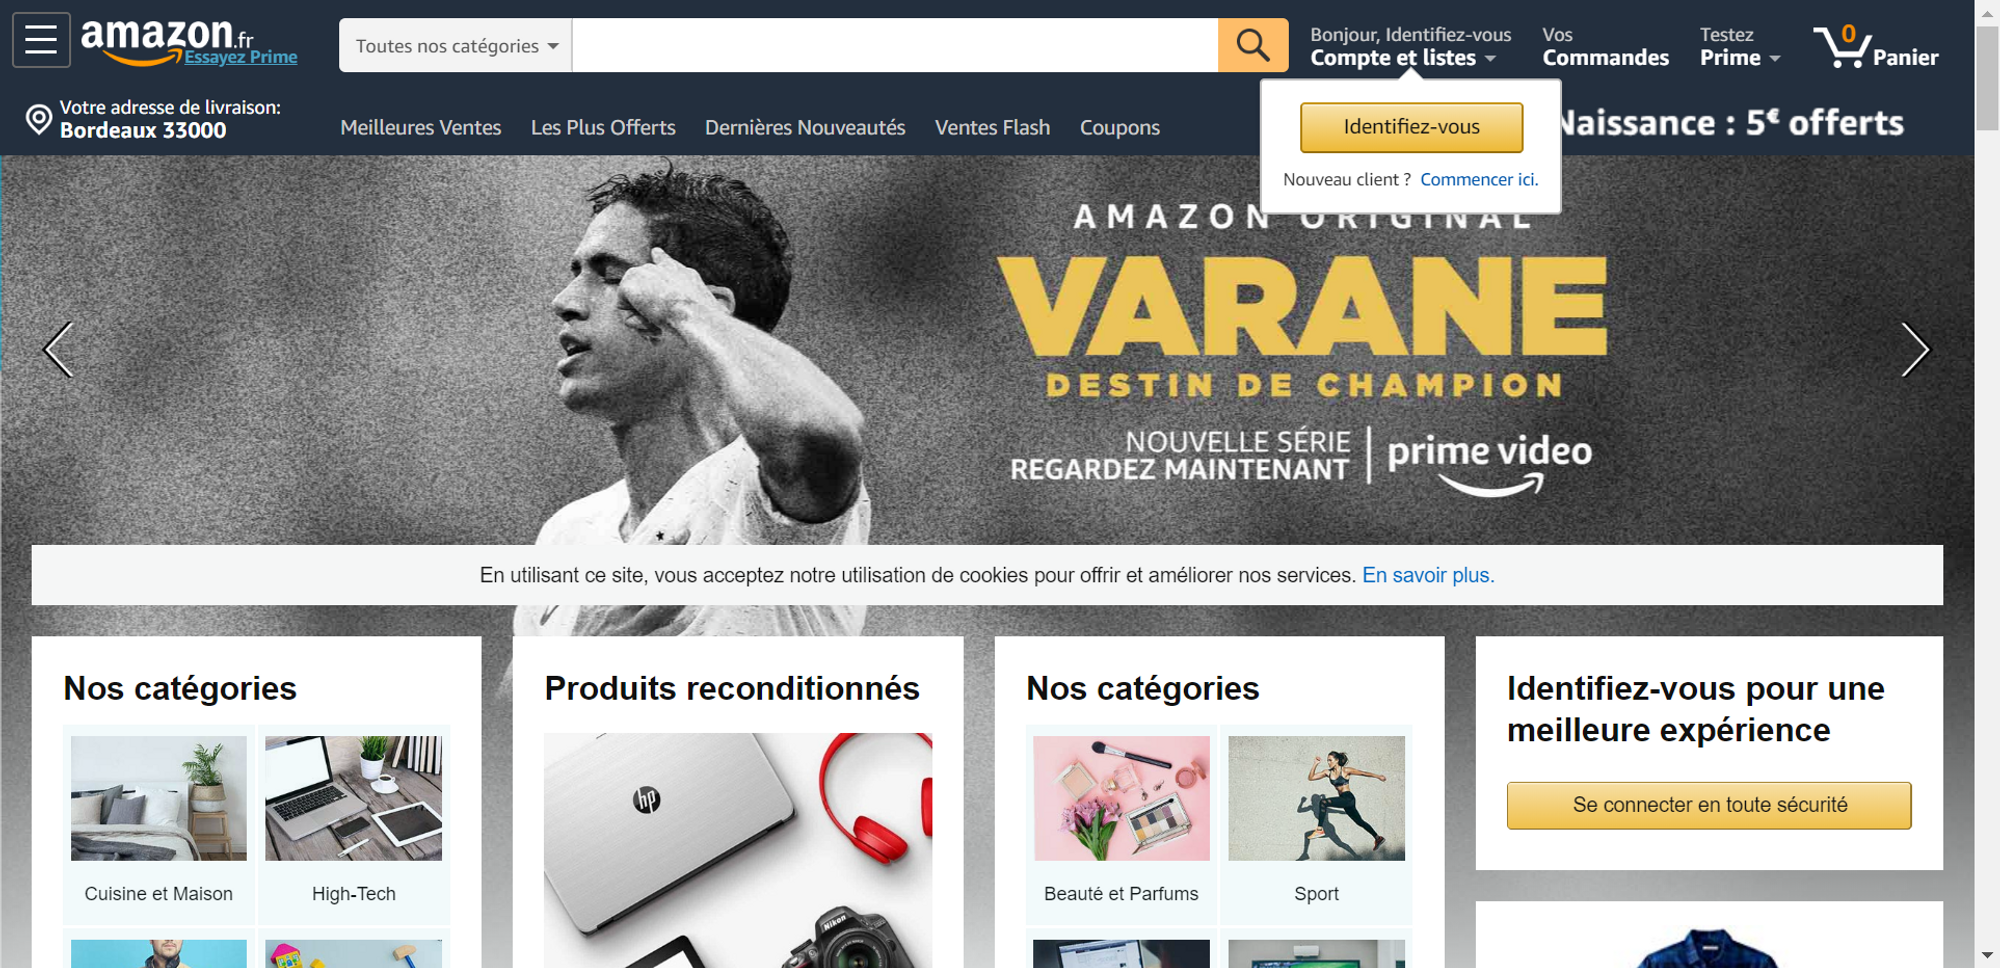 amazon.fr
Essayez Prime
Toutes nos catégories
Bonjour, Identifiez-vous
Compte et listes
Vos
Commandes
Testez
Prime
0
Panier
Votre adresse de livraison:
Bordeaux 33000
Meilleures Ventes
Les Plus Offerts
Dernières Nouveautés
Ventes Flash
Coupons
Naissance : 5€ offerts
Identifiez-vous
Nouveau client ? Commencer ici.
AMAZON ORIGINAL
VARANE
DESTIN DE CHAMPION
NOUVELLE SÉRIE
REGARDEZ MAINTENANT
prime video
En utilisant ce site, vous acceptez notre utilisation de cookies pour offrir et améliorer nos services. En savoir plus.
Nos catégories
Cuisine et Maison
High-Tech
Produits reconditionnés
hp
Nikon
Nos catégories
Beauté et Parfums
Sport
Identifiez-vous pour une
meilleure expérience
Se connecter en toute sécurité